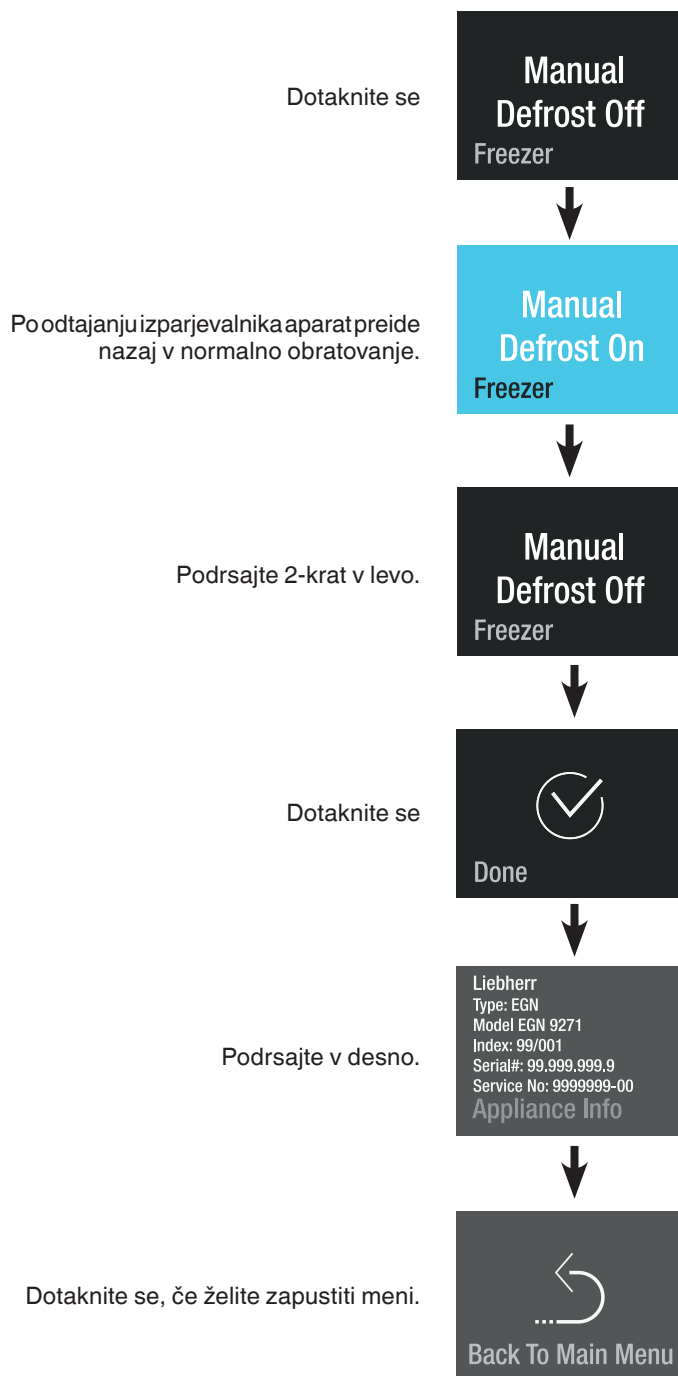 Dotaknite se
Manual
Defrost Off
Freezer
Po odtajanju izparjevalnika aparat preide
nazaj v normalno obratovanje.
Manual
Defrost On
Freezer
Podrsajte 2-krat v levo.
Manual
Defrost Off
Freezer
Dotaknite se
Done
Podrsajte v desno.
Liebherr
Type: EGN
Model EGN 9271
Index: 99/001
Serial#: 99.999.999.9
Service No: 9999999-00
Appliance Info
Dotaknite se, če želite zapustiti meni.
Back To Main Menu